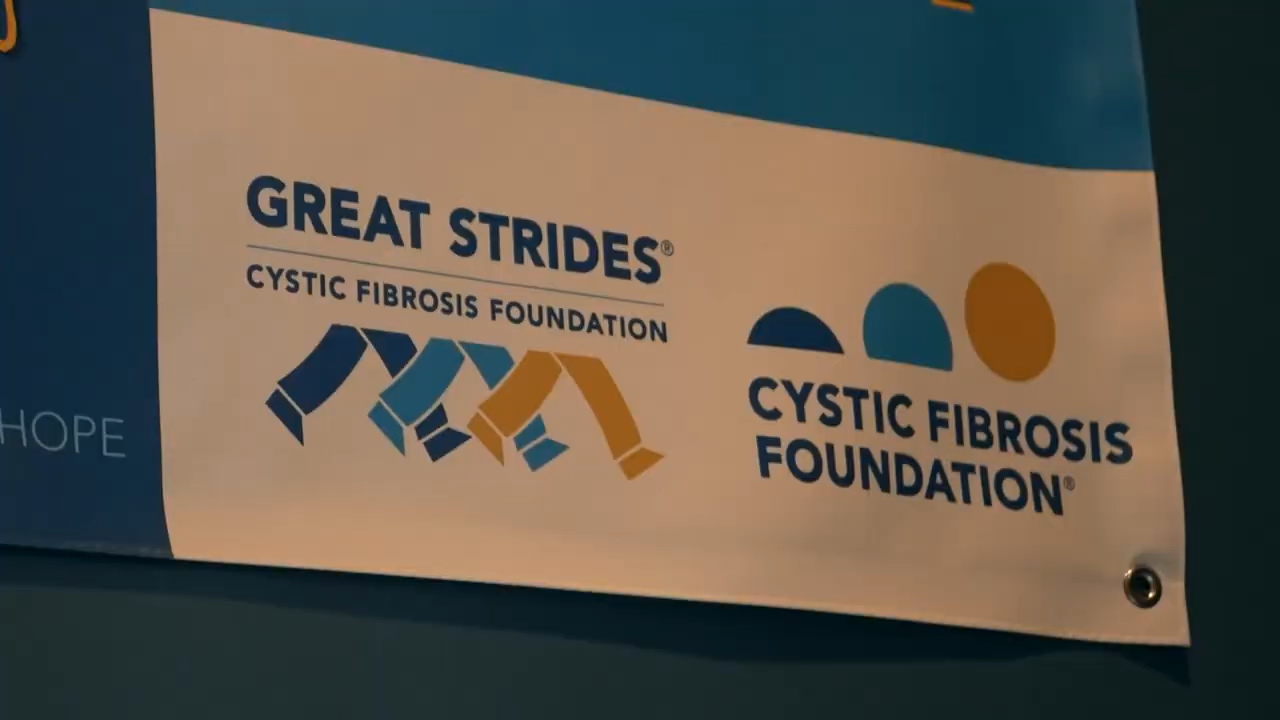 GREAT STRIDES®
CYSTIC FIBROSIS FOUNDATION
HOPE
CYSTIC FIBROSIS
FOUNDATION®